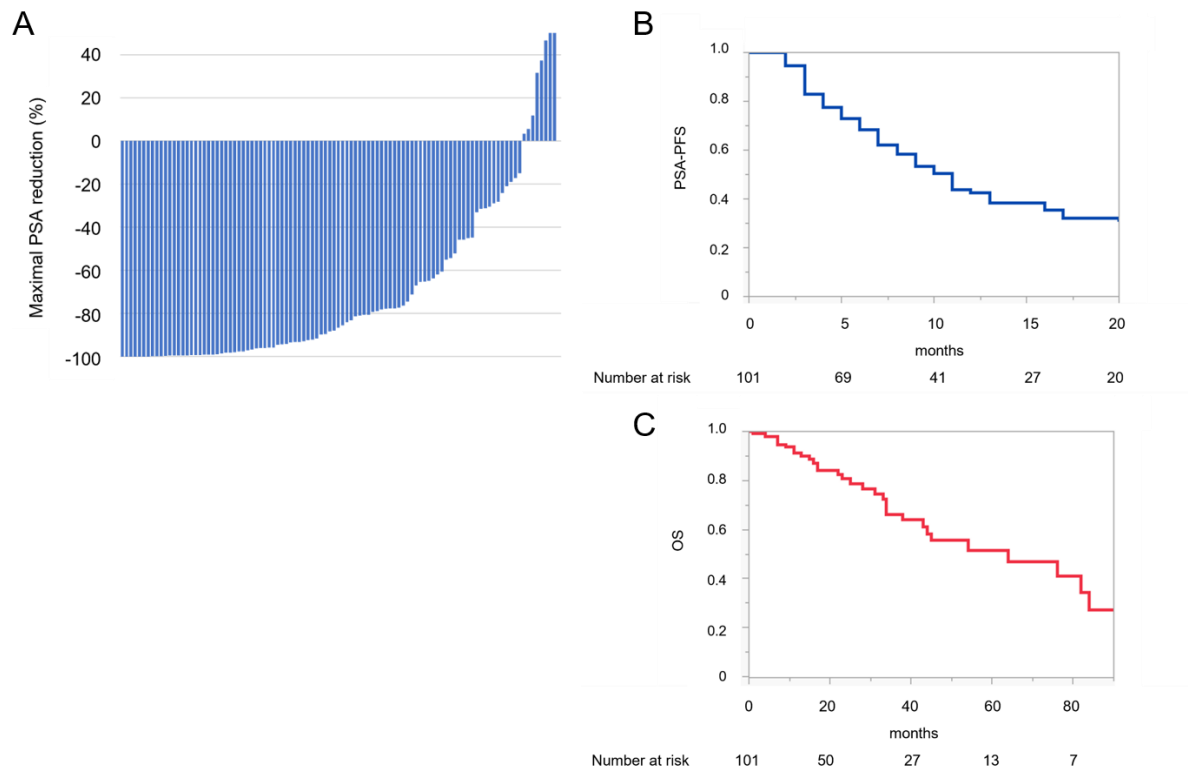 A
Maximal PSA reduction (%)
40
20
0
-20
-40
-60
-80
-100
B
PSA-PFS
1.0
0.8
0.6
0.4
0.2
0
0 5 10 15 20
months
Number at risk 101 69 41 27 20
C
OS
1.0
0.8
0.6
0.4
0.2
0
0 20 40 60 80
months
Number at risk 101 50 27 13 7